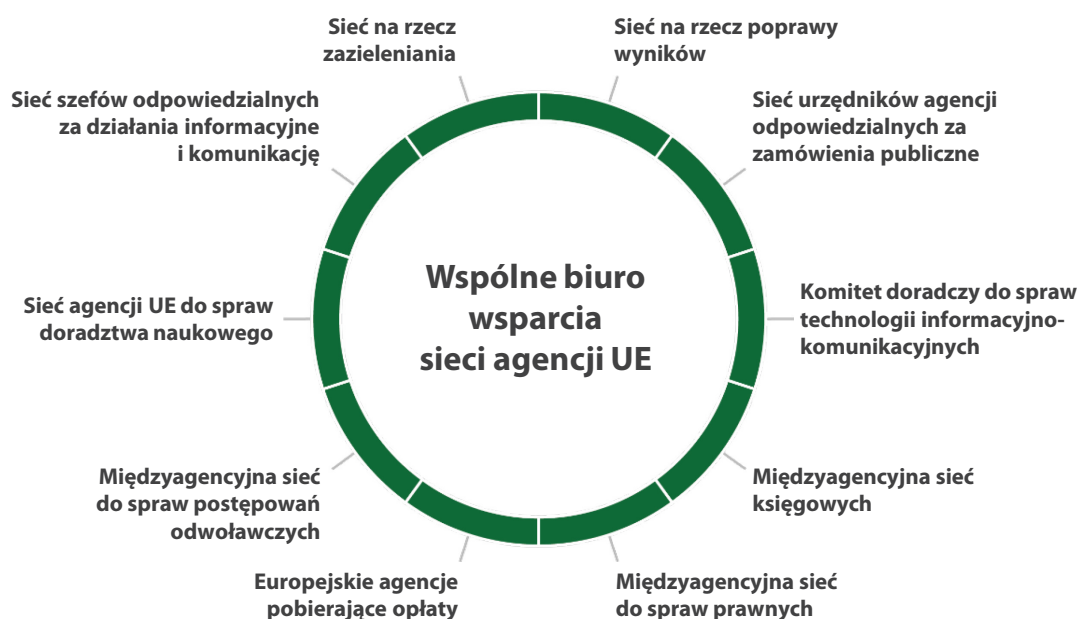 Sieć na rzecz
zazieleniania
Sieć na rzecz poprawy
wyników
Sieć szefów odpowiedzialnych
za działania informacyjne
i komunikację
Sieć urzędników agencji
odpowiedzialnych za
zamówienia publiczne
Wspólne biuro
wsparcia
sieci agencji UE
Sieć agencji UE do spraw
doradztwa naukowego
Komitet doradczy do spraw
technologii informacyjno-
komunikacyjnych
Międzyagencyjna sieć
do spraw postępowań
odwoławczych
Międzyagencyjna sieć
księgowych
Europejskie agencje
pobierające opłaty
Międzyagencyjna sieć
do spraw prawnych